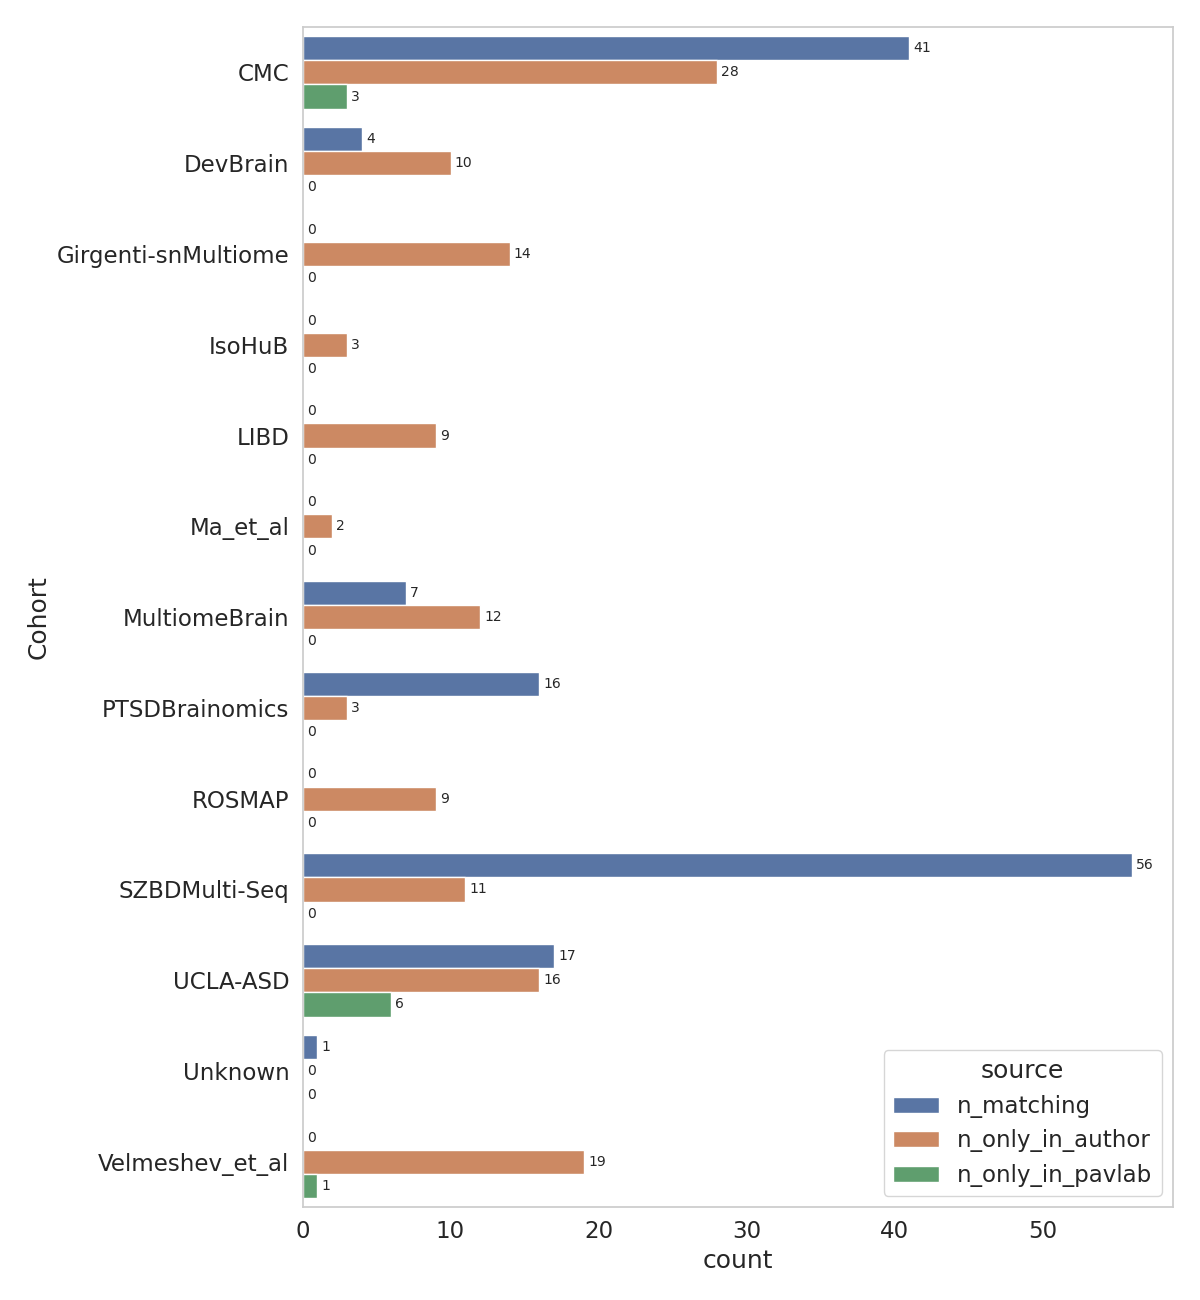 CMC
41
28
3
DevBrain
4
10
0
Girgenti-snMultiome
0
14
0
IsoHuB
0
3
0
LIBD
0
9
0
Ma_et_al
0
2
0
MultiomeBrain
7
12
0
PTSDBrainomics
16
3
0
ROSMAP
0
9
0
SZBDMulti-Seq
56
11
0
UCLA-ASD
17
16
6
Unknown
1
0
0
Velmeshev_et_al
0
19
1
Cohort
source
n_matching
n_only_in_author
n_only_in_pavlab
0 10 20 30 40 50
count